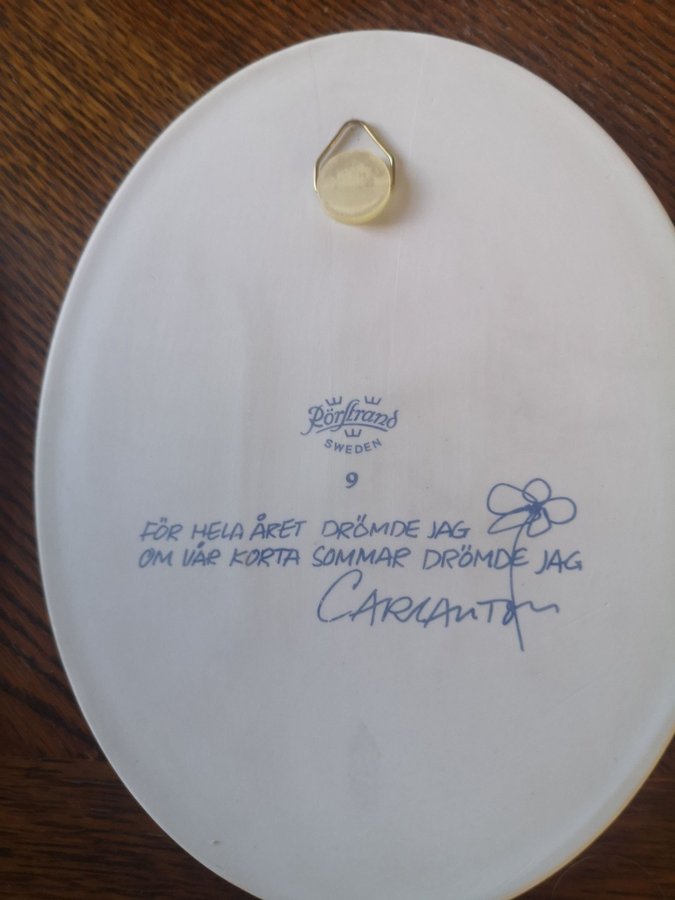 Rörstrand
SWEDEN
9
FÖR HELA ÅRET DRÖMDE JAG
OM VÅR KORTA SOMMAR DRÖMDE JAG
CARLANTON